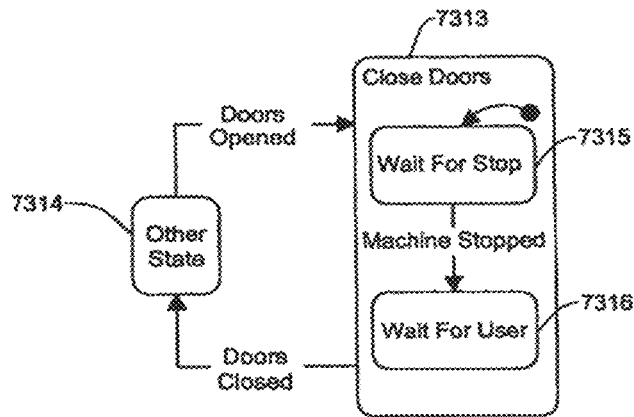 7313
Close Doors
Doors
Opened
Wait For Stop
7315
7314
Other
State
Machine Stopped
Wait For User
7316
Doors
Closed